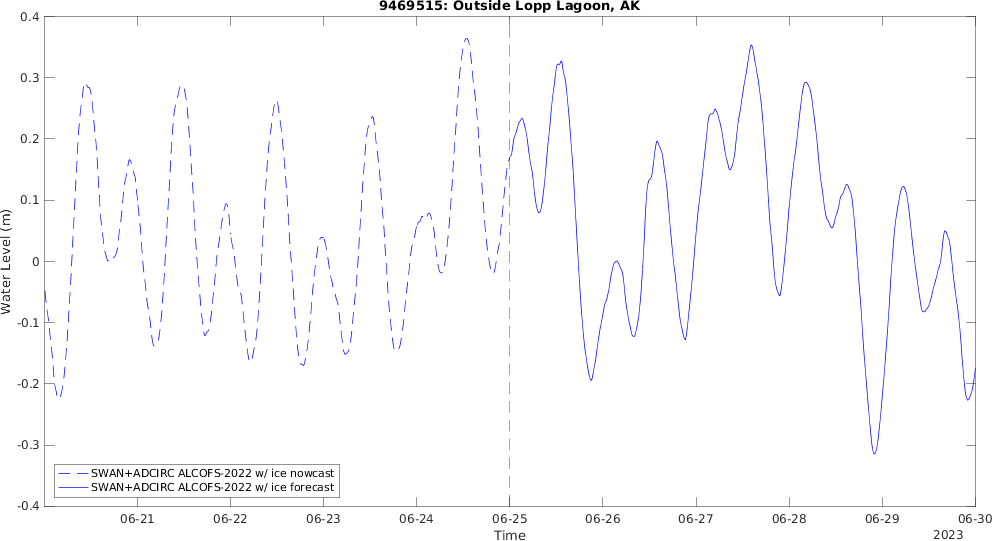 9469515: Outside Lopp Lagoon, AK
Water Level (m)
0.4
0.3
0.2
0.1
0
-0.1
-0.2
-0.3
-0.4
SWAN+ADCIRC ALCOFS-2022 w/ ice nowcast
SWAN+ADCIRC ALCOFS-2022 w/ ice forecast
06-21 06-22 06-23 06-24 06-25 06-26 06-27 06-28 06-29 06-30
Time
2023